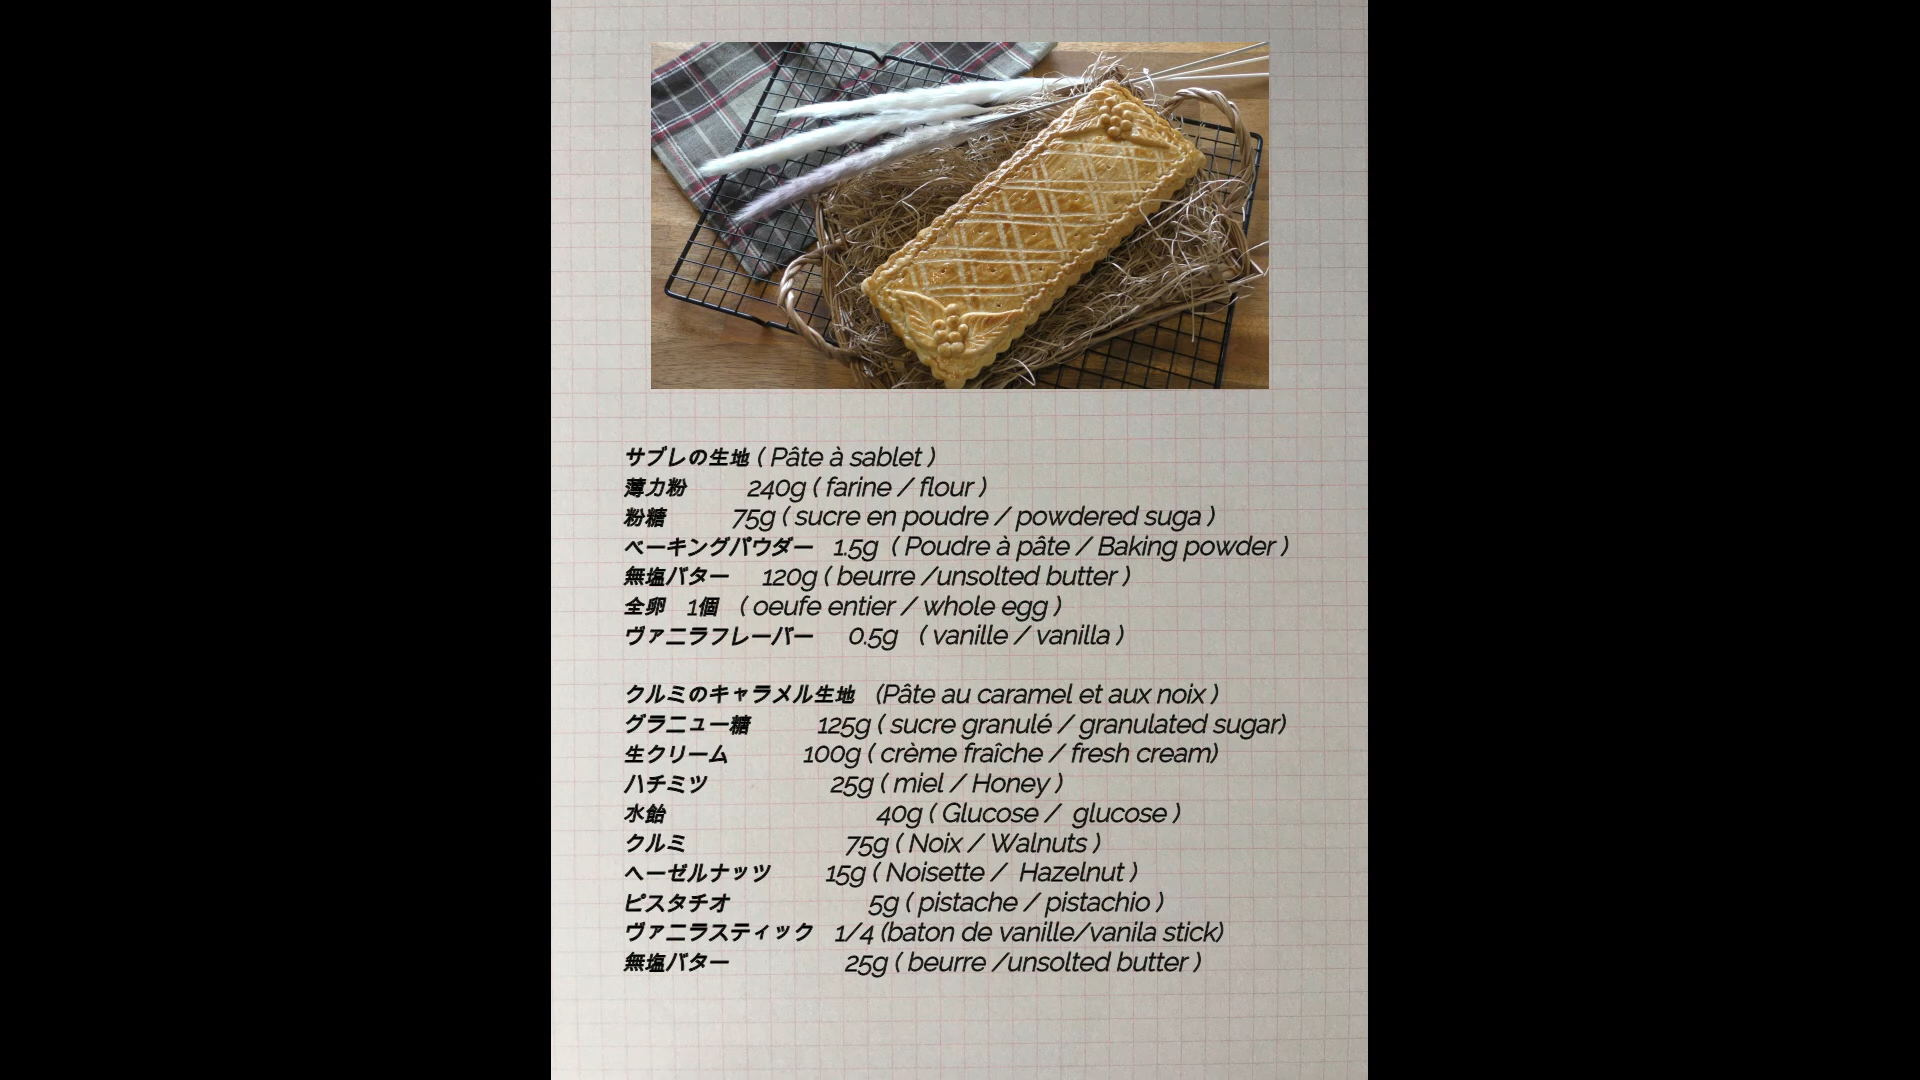 サブレの生地 ( Pâte à sablet )
薄力粉 240g ( farine / flour )
粉糖 75g ( sucre en poudre / powdered suga )
ベーキングパウダー 1.5g ( Poudre à pâte / Baking powder )
無塩バター 120g ( beurre /unsolted butter )
全卵 1個 ( oeufe entier / whole egg )
ヴァニラフレーバー 0.5g ( vanille / vanilla )
クルミのキャラメル生地 (Pâte au caramel et aux noix )
グラニュー糖 125g ( sucre granulé / granulated sugar)
生クリーム 100g ( crème fraîche / fresh cream)
ハチミツ 25g ( miel / Honey )
水飴 40g ( Glucose / glucose )
クルミ 75g ( Noix / Walnuts )
ヘーゼルナッツ 15g ( Noisette / Hazelnut )
ピスタチオ 5g ( pistache / pistachio )
ヴァニラスティック 1/4 (baton de vanille/vanila stick)
無塩バター 25g ( beurre /unsolted butter )